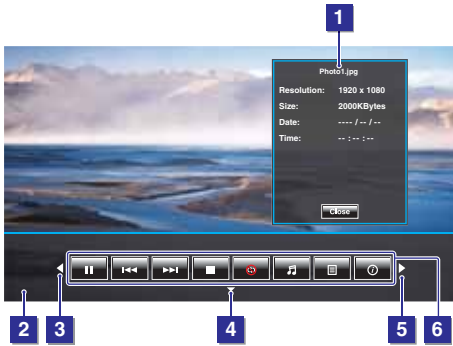 1
Photo1.jpg
Resolution: 1920 x 1080
Size: 2000KBytes
Date: ---- / -- / --
Time: -- : -- : --
Close
2
3
4
5
6